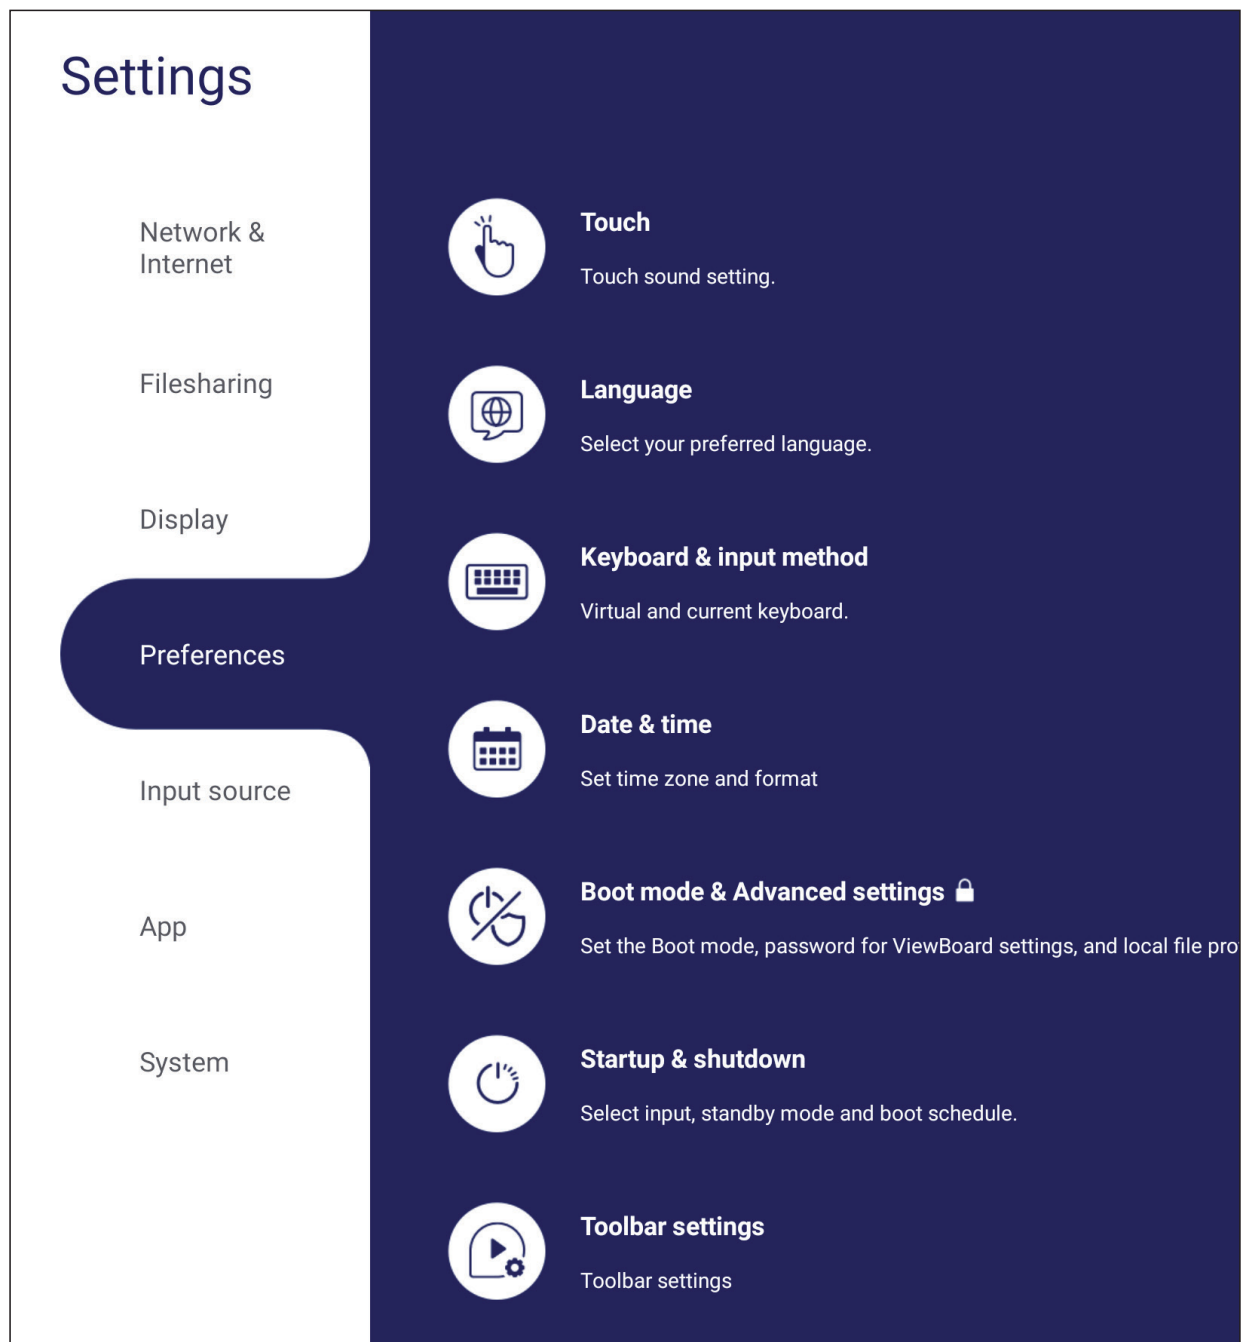 Settings
Network &
Internet
Filesharing
Display
Preferences
Input source
App
System
Touch
Touch sound setting.
Language
Select your preferred language.
Keyboard & input method
Virtual and current keyboard.
Date & time
Set time zone and format
Boot mode & Advanced settings
Set the Boot mode, password for ViewBoard settings, and local file pro
Startup & shutdown
Select input, standby mode and boot schedule.
Toolbar settings
Toolbar settings